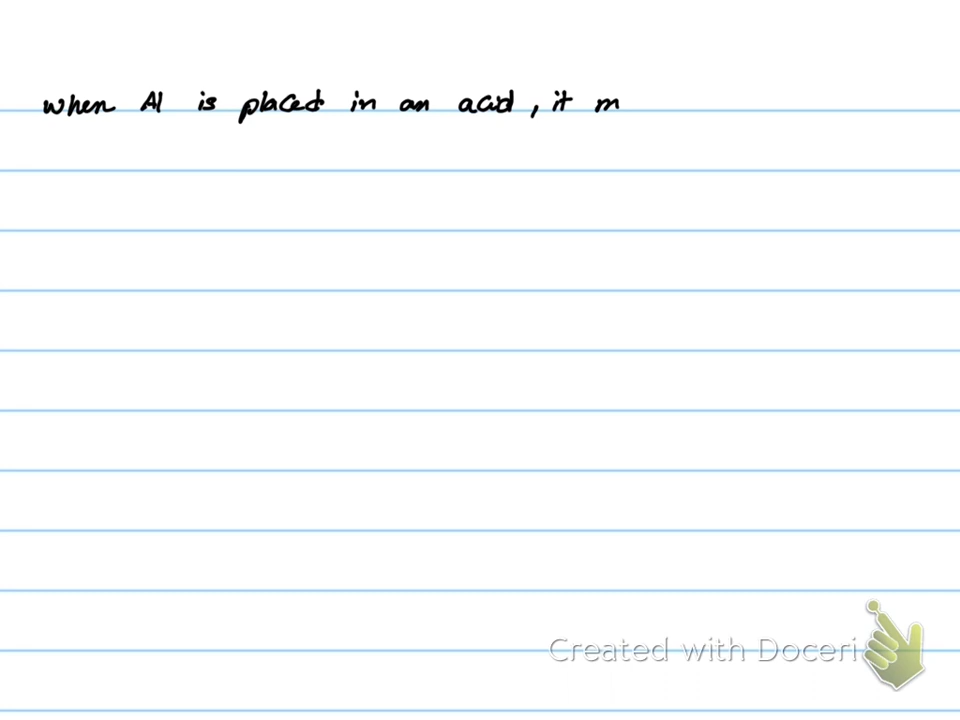 when Al is placed in an acid, it m
Created with Doceri